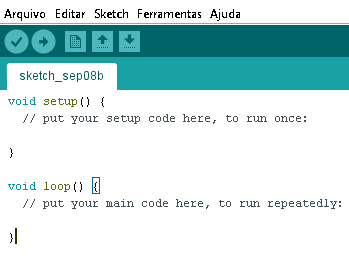 Arquivo Editar Sketch Ferramentas Ajuda
sketch_sep08b
void setup() {
  // put your setup code here, to run once:
}
void loop() {
  // put your main code here, to run repeatedly:
}